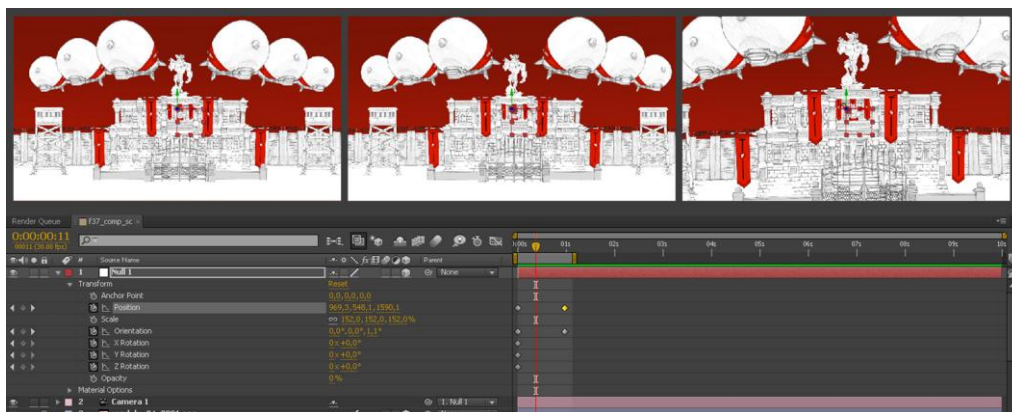 Render Queue f37_comp_sc
0:00:00:11
00011 (30.00 fps)
0:00s 01s 02s 03s 04s 05s 06s 07s 08s 09s 10s
# Source Name fx Parent
1 Null 1 None
Transform Reset
Anchor Point 0,0,0,0,0,0
Position 969,3,548,1,1590,1
Scale 152,0,152,0,152,0%
Orientation 0,0°,0,0°,1,1°
X Rotation 0x+0,0°
Y Rotation 0x+0,0°
Z Rotation 0x+0,0°
Opacity 0%
Material Options
2 Camera 1 1. Null 1